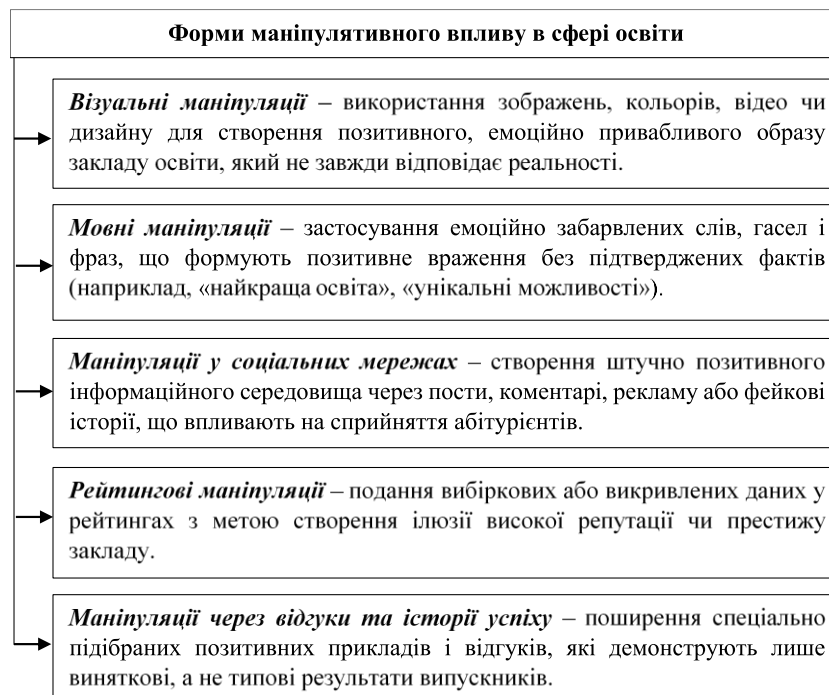 Форми маніпулятивного впливу в сфері освіти
Візуальні маніпуляції – використання зображень, кольорів, відео чи
дизайну для створення позитивного, емоційно привабливого образу
закладу освіти, який не завжди відповідає реальності.
Мовні маніпуляції – застосування емоційно забарвлених слів, гасел і
фраз, що формують позитивне враження без підтверджених фактів
(наприклад, «найкраща освіта», «унікальні можливості»).
Маніпуляції у соціальних мережах – створення штучно позитивного
інформаційного середовища через пости, коментарі, рекламу або фейкові
історії, що впливають на сприйняття абітурієнтів.
Рейтингові маніпуляції – подання вибіркових або викривлених даних у
рейтингах з метою створення ілюзії високої репутації чи престижу
закладу.
Маніпуляції через відгуки та історії успіху – поширення спеціально
підібраних позитивних прикладів і відгуків, які демонструють лише
виняткові, а не типові результати випускників.